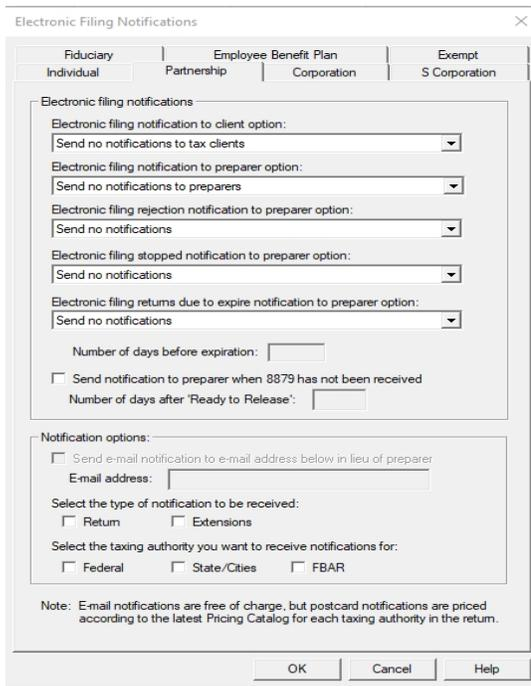 Electronic Filing Notifications
Fiduciary Employee Benefit Plan Exempt
Individual Partnership Corporation S Corporation
Electronic filing notifications
Electronic filing notification to client option:
Send no notifications to tax clients
Electronic filing notification to preparer option:
Send no notifications to preparers
Electronic filing rejection notification to preparer option:
Send no notifications
Electronic filing stopped notification to preparer option:
Send no notifications
Electronic filing returns due to expire notification to preparer option:
Send no notifications
Number of days before expiration:
Send notification to preparer when 8879 has not been received
Number of days after 'Ready to Release':
Notification options:
Send e-mail notification to e-mail address below in lieu of preparer
E-mail address:
Select the type of notification to be received:
Return Extensions
Select the taxing authority you want to receive notifications for:
Federal State/Cities FBAR
Note: E-mail notifications are free of charge, but postcard notifications are priced
according to the latest Pricing Catalog for each taxing authority in the return.
OK Cancel Help